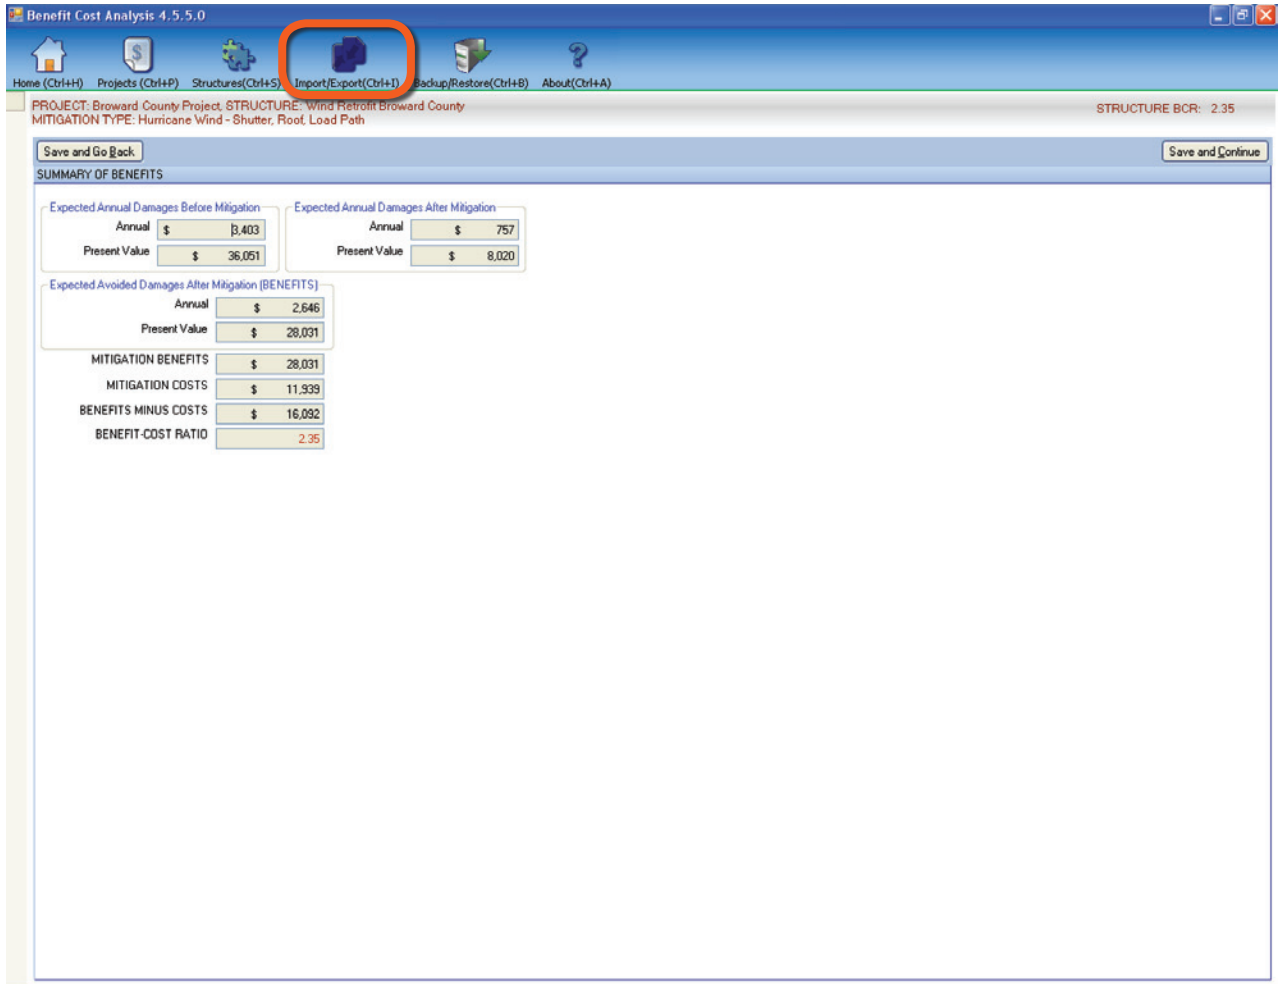 Benefit Cost Analysis 4.5.5.0
Home (Ctrl+H) Projects (Ctrl+P) Structures(Ctrl+S) Import/Export(Ctrl+I) Backup/Restore(Ctrl+B) About(Ctrl+A)
PROJECT: Broward County Project, STRUCTURE: Wind Retrofit Broward County
MITIGATION TYPE: Hurricane Wind - Shutter, Roof, Load Path
STRUCTURE BCR: 2.35
Save and Go Back
Save and Continue
SUMMARY OF BENEFITS
Expected Annual Damages Before Mitigation
Annual $ 3,403
Present Value $ 36,051
Expected Annual Damages After Mitigation
Annual $ 757
Present Value $ 8,020
Expected Avoided Damages After Mitigation (BENEFITS)
Annual $ 2,646
Present Value $ 28,031
MITIGATION BENEFITS $ 28,031
MITIGATION COSTS $ 11,939
BENEFITS MINUS COSTS $ 16,092
BENEFIT-COST RATIO 2.35